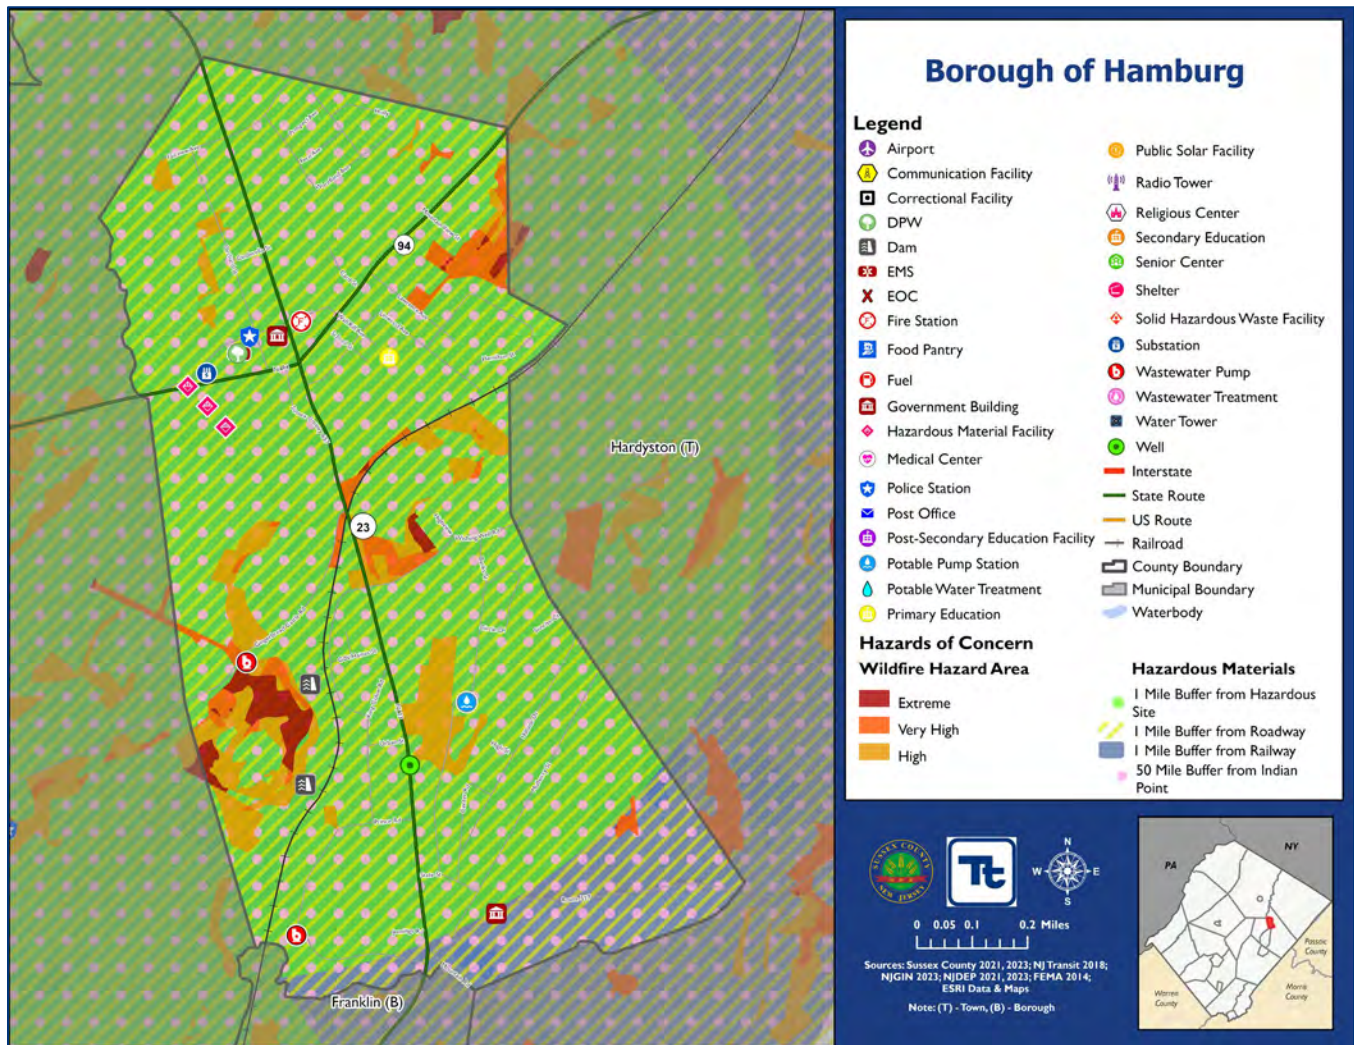 Borough of Hamburg
Legend
Airport
Communication Facility
Correctional Facility
DPW
Dam
EMS
EOC
Fire Station
Food Pantry
Fuel
Government Building
Hazardous Material Facility
Medical Center
Police Station
Post Office
Post-Secondary Education Facility
Potable Pump Station
Potable Water Treatment
Primary Education
Public Solar Facility
Radio Tower
Religious Center
Secondary Education
Senior Center
Shelter
Solid Hazardous Waste Facility
Substation
Wastewater Pump
Wastewater Treatment
Water Tower
Well
Interstate
State Route
US Route
Railroad
County Boundary
Municipal Boundary
Waterbody
Hazards of Concern
Wildfire Hazard Area
Extreme
Very High
High
Hazardous Materials
1 Mile Buffer from Hazardous
Site
1 Mile Buffer from Roadway
1 Mile Buffer from Railway
50 Mile Buffer from Indian
Point
94
23
Hardyston (T)
Franklin (B)
SUSSEX COUNTY
NEW JERSEY
Tt
N
W E
S
0 0.05 0.1 0.2 Miles
Sources: Sussex County 2021, 2023; NJ Transit 2018;
NJGIN 2023; NJDEP 2021, 2023; FEMA 2014;
ESRI Data & Maps
Note: (T) - Town, (B) - Borough
PA
NY
Passaic
County
Morris
County
Warren
County